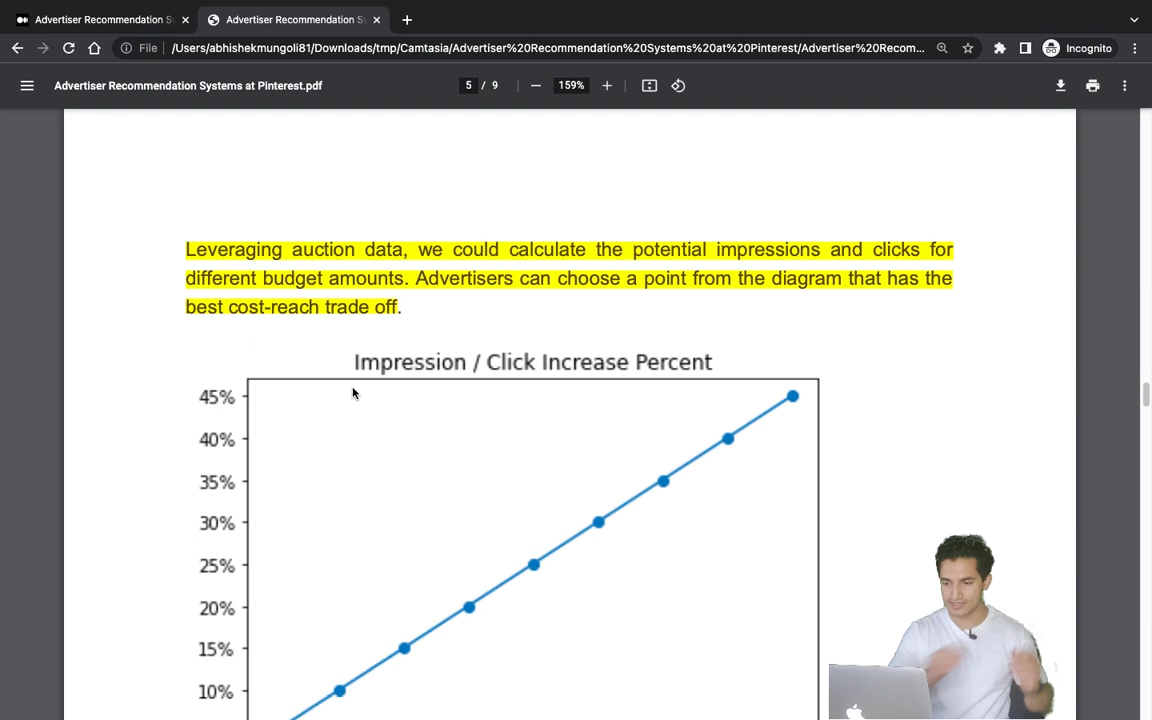 Advertiser Recommendation S
Advertiser Recommendation S
File
/Users/abhishekmungoli81/Downloads/tmp/Camtasia/Advertiser%20Recommendation%20Systems%20at%20Pinterest/Advertiser%20Recom...
Incognito
Advertiser Recommendation Systems at Pinterest.pdf
5 / 9
159%
Leveraging auction data, we could calculate the potential impressions and clicks for
different budget amounts. Advertisers can choose a point from the diagram that has the
best cost-reach trade off.
Impression / Click Increase Percent
45%
40%
35%
30%
25%
20%
15%
10%